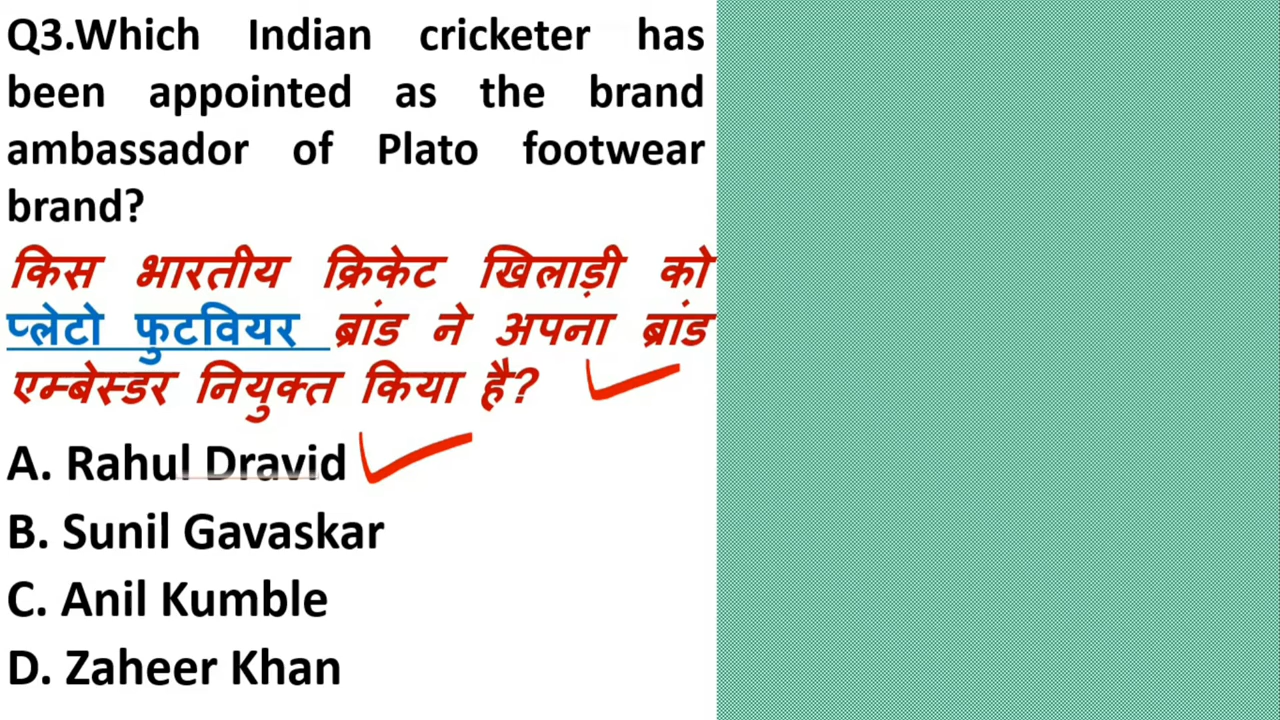 Q3.Which Indian cricketer has
been appointed as the brand
ambassador of Plato footwear
brand?
किस भारतीय क्रिकेट खिलाड़ी को
प्लेटो फुटवियर ब्रांड ने अपना ब्रांड
एम्बेस्डर नियुक्त किया है?
A. Rahul Dravid
B. Sunil Gavaskar
C. Anil Kumble
D. Zaheer Khan